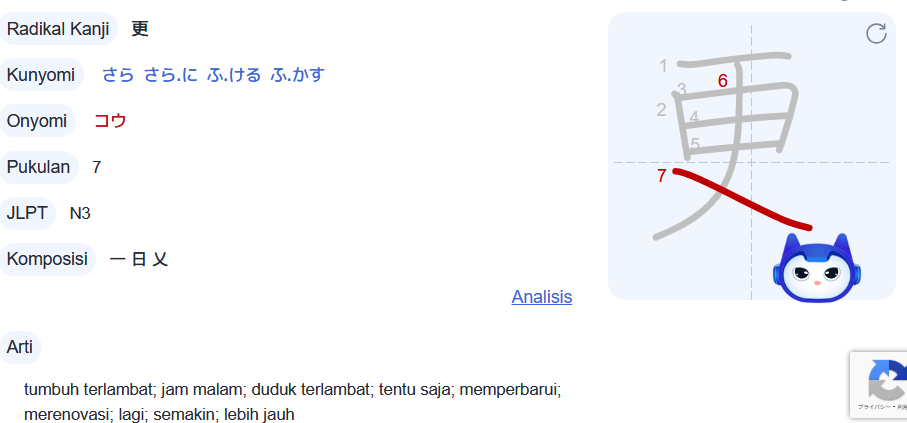 Radikal Kanji 更
Kunyomi さら さら.に ふ.ける ふ.かす
Onyomi コウ
Pukulan 7
JLPT N3
Komposisi 一 日 乂
Analisis
Arti
tumbuh terlambat; jam malam; duduk terlambat; tentu saja; memperbarui;
merenovasi; lagi; semakin; lebih jauh
更
1
2
3
4
5
6
7
プライバシー • 利用